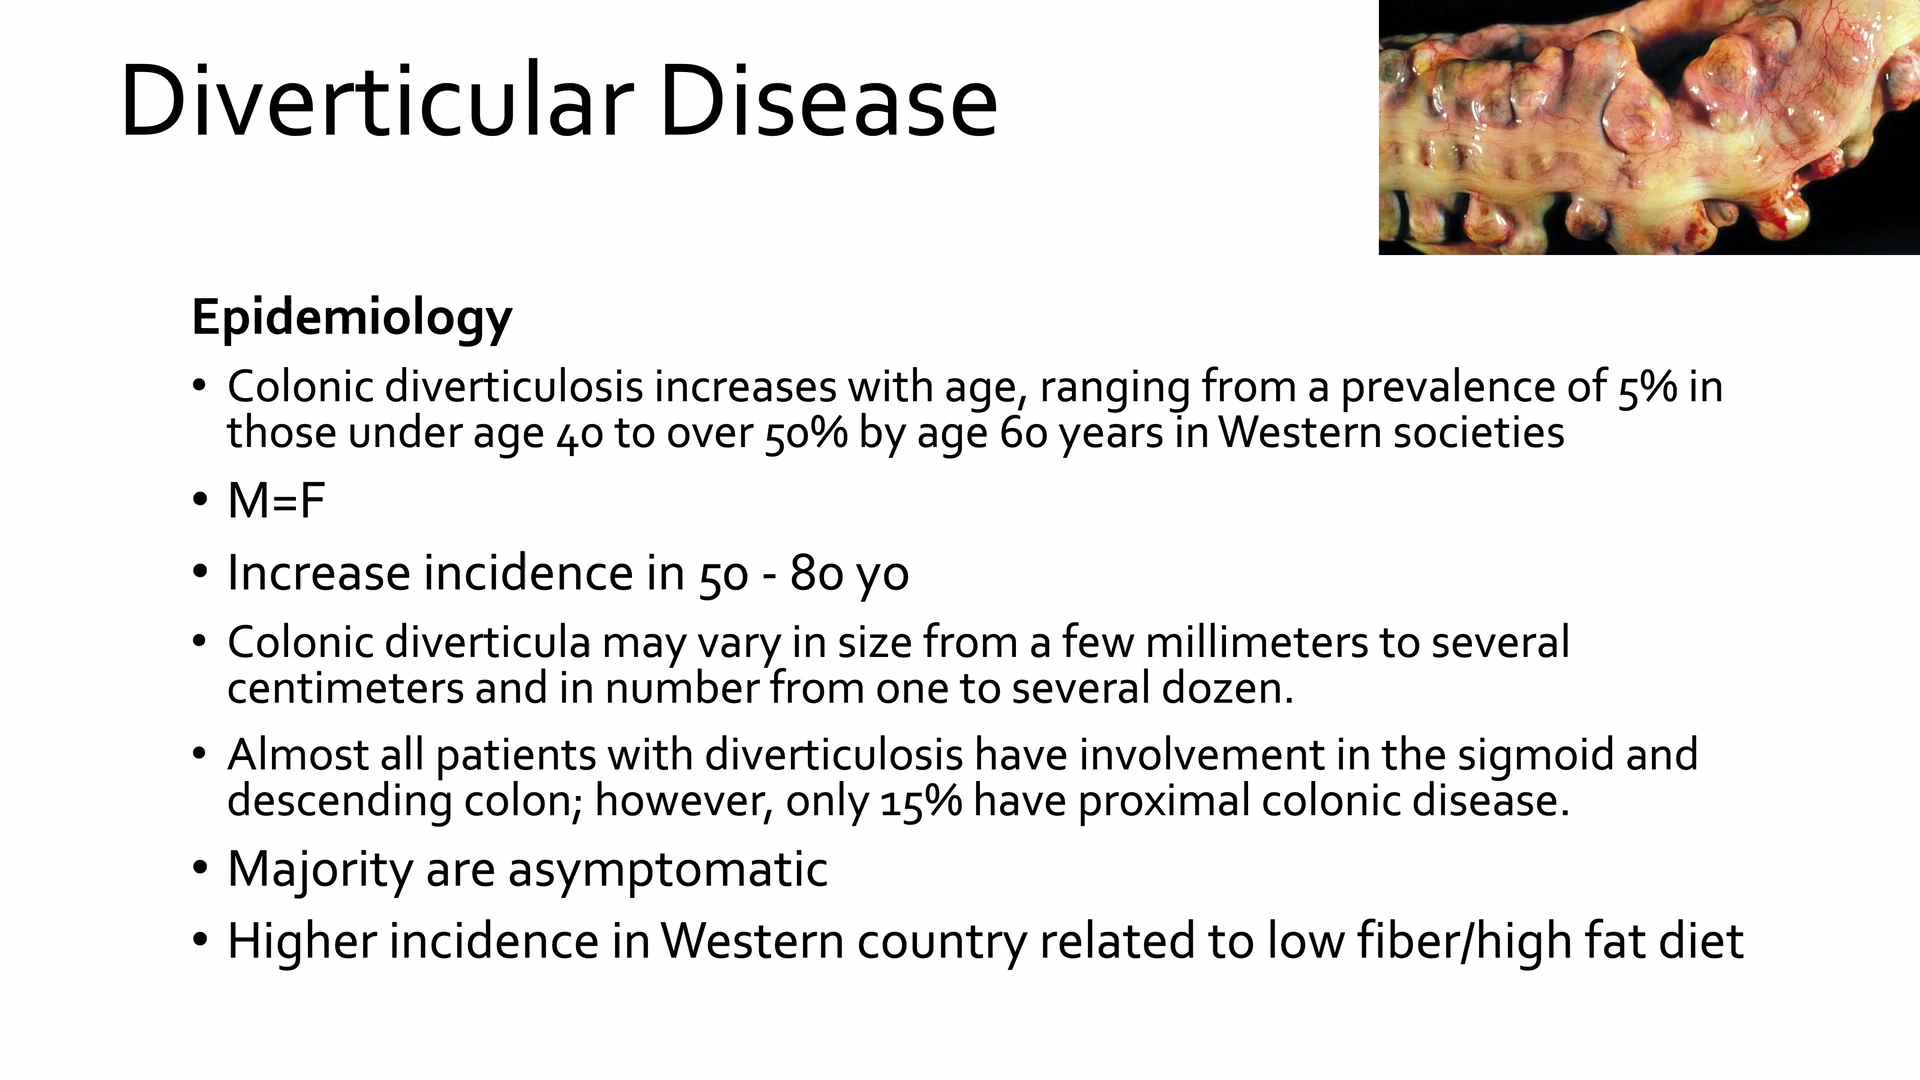 Diverticular Disease
Epidemiology
• Colonic diverticulosis increases with age, ranging from a prevalence of 5% in
those under age 40 to over 50% by age 60 years in Western societies
• M=F
• Increase incidence in 50 - 80 yo
• Colonic diverticula may vary in size from a few millimeters to several
centimeters and in number from one to several dozen.
• Almost all patients with diverticulosis have involvement in the sigmoid and
descending colon; however, only 15% have proximal colonic disease.
• Majority are asymptomatic
• Higher incidence in Western country related to low fiber/high fat diet